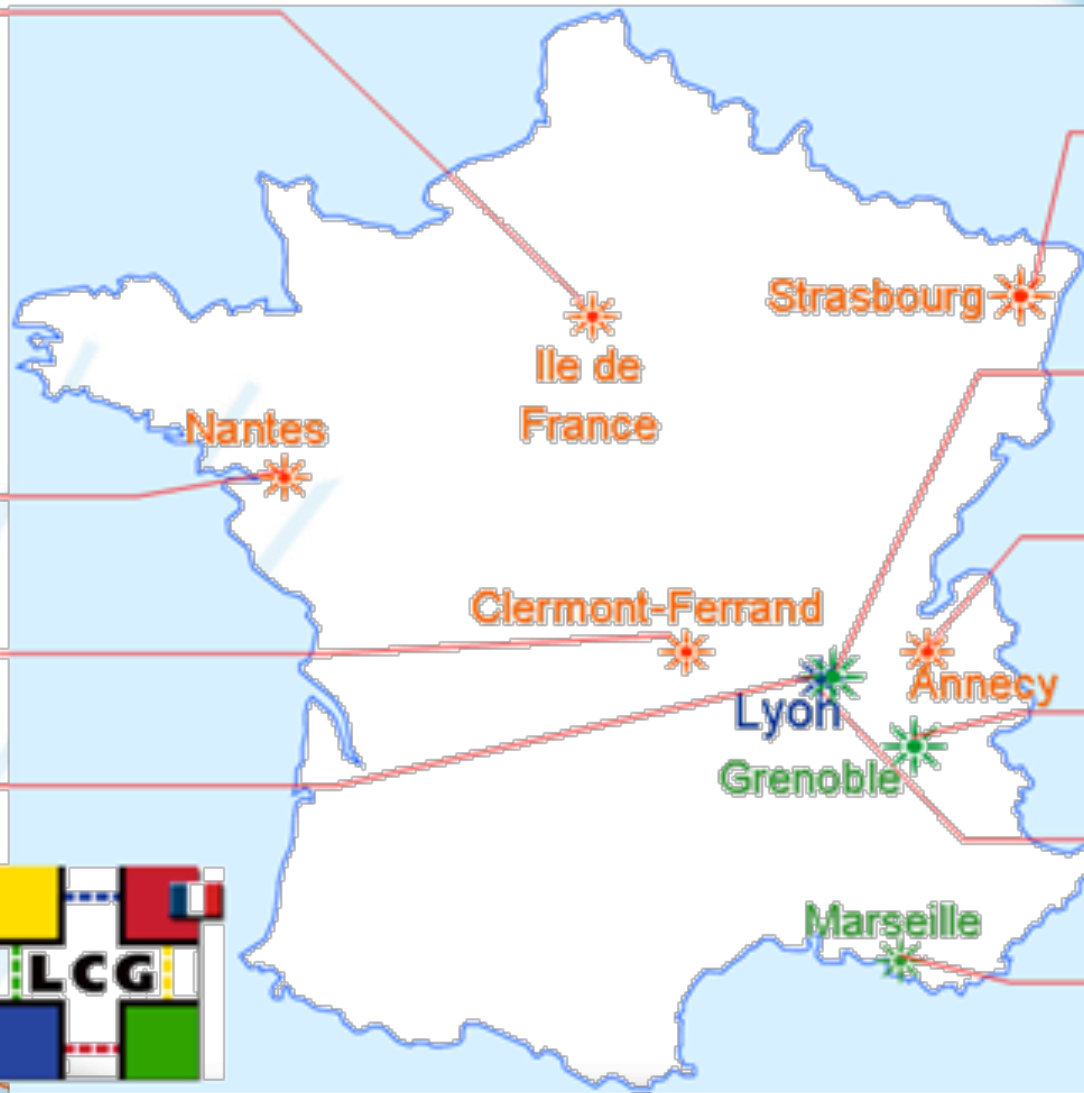 Strasbourg
Ile de
France
Nantes
Clermont-Ferrand
Annecy
Lyon
Grenoble
Marseille
LCG